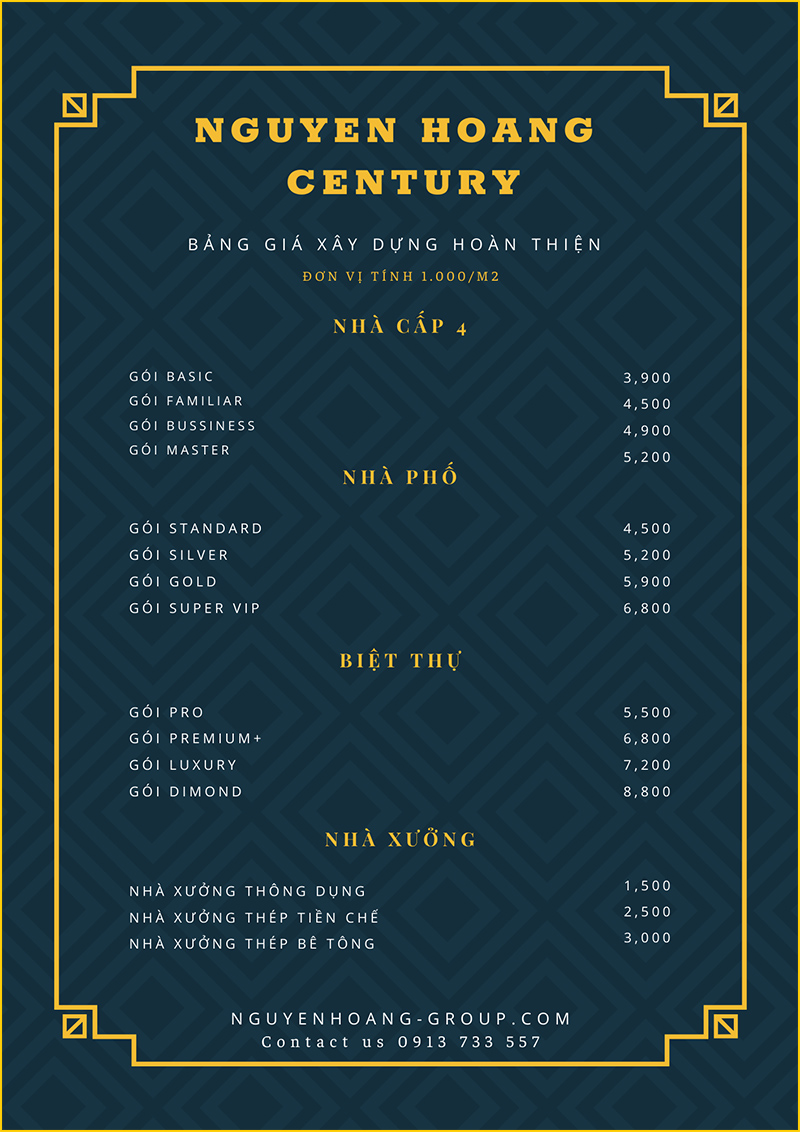 NGUYEN HOANG
CENTURY
BẢNG GIÁ XÂY DỰNG HOÀN THIỆN
ĐƠN VỊ TÍNH 1.000/M2
NHÀ CẤP 4
GÓI BASIC 3,900
GÓI FAMILIAR 4,500
GÓI BUSSINESS 4,900
GÓI MASTER 5,200
NHÀ PHỐ
GÓI STANDARD 4,500
GÓI SILVER 5,200
GÓI GOLD 5,900
GÓI SUPER VIP 6,800
BIỆT THỰ
GÓI PRO 5,500
GÓI PREMIUM+ 6,800
GÓI LUXURY 7,200
GÓI DIMOND 8,800
NHÀ XƯỞNG
NHÀ XƯỞNG THÔNG DỤNG 1,500
NHÀ XƯỞNG THÉP TIỀN CHẾ 2,500
NHÀ XƯỞNG THÉP BÊ TÔNG 3,000
NGUYENHOANG-GROUP.COM
Contact us 0913 733 557